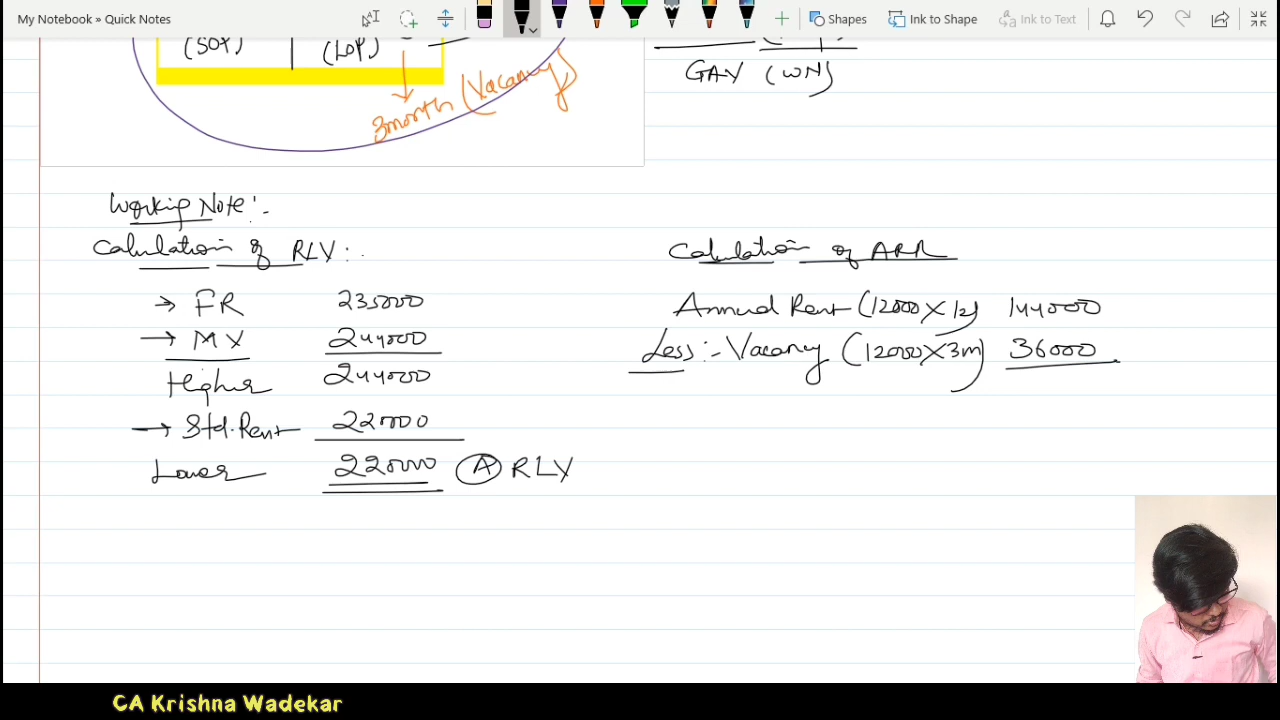 My Notebook » Quick Notes
Shapes
Ink to Shape
Ink to Text
(SOP) (LOP)
GAV (WN)
3month (Vacancy)
Working Note:-
Calculation of RLV:-
→ FR 235000
→ MV 244000
Higher 244000
→ Std.Rent 220000
Lower 220000 (A) RLV
Calculation of ARR
Annual Rent (12000 X 12) 144000
Less:- Vacancy (12000 X 3m) 36000
CA Krishna Wadekar